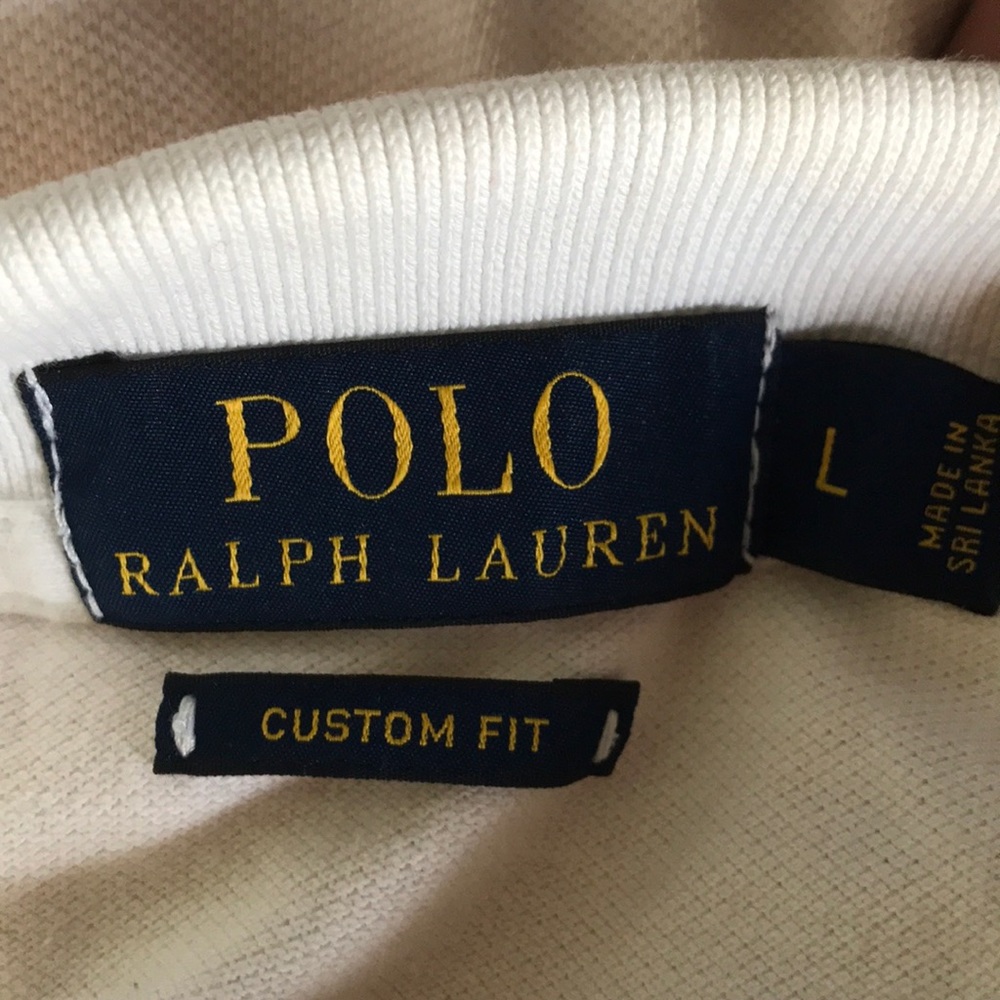 POLO
RALPH LAUREN
L
MADE IN
SRI LANKA
CUSTOM FIT